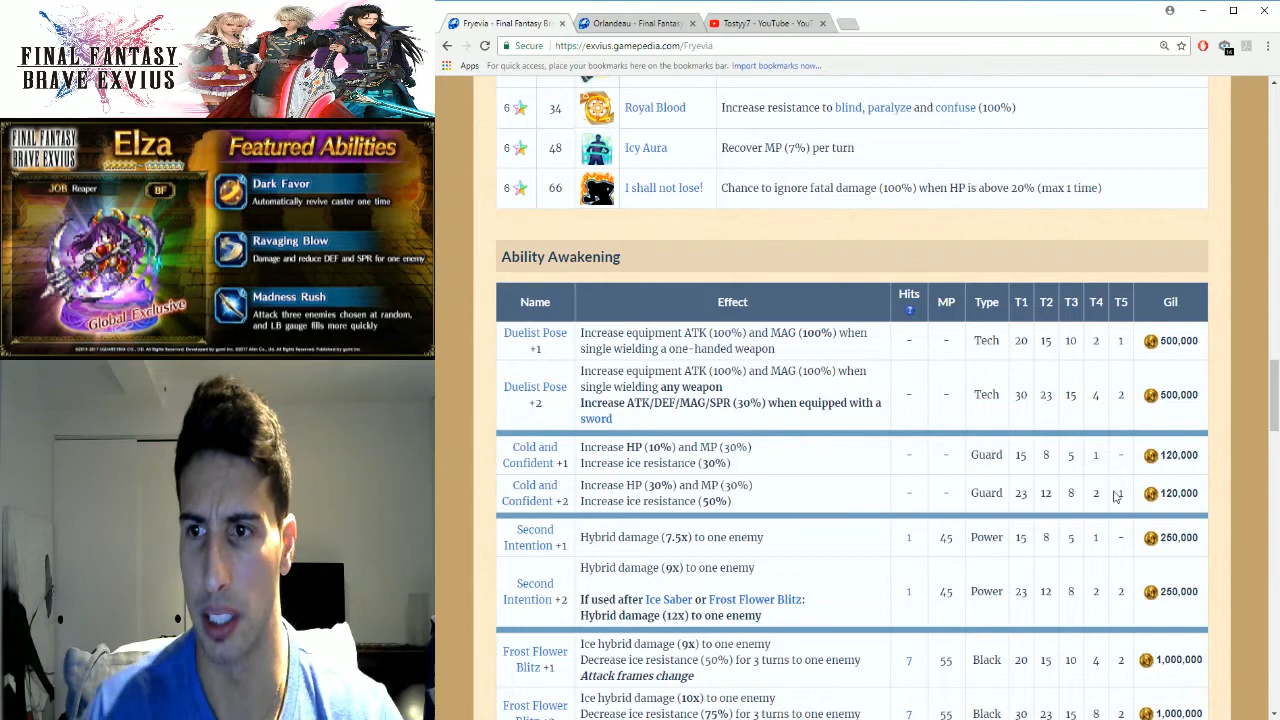 FINAL FANTASY
BRAVE EXVIUS
FINAL FANTASY
BRAVE EXVIUS
Elza
Featured Abilities
JOB Reaper
BF
Dark Favor
Automatically revive caster one time
Ravaging Blow
Damage and reduce DEF and SPR for one enemy
Madness Rush
Attack three enemies chosen at random,
and LB gauge fills more quickly
Global Exclusive
Fryevia - Final Fantasy Bra
Orlandeau - Final Fantasy
Tostyy7 - YouTube - YouT
Secure
https://exvius.gamepedia.com/Fryevia
Apps
For quick access, place your bookmarks here on the bookmarks bar. Import bookmarks now...
6 34 Royal Blood Increase resistance to blind, paralyze and confuse (100%)
6 48 Icy Aura Recover MP (7%) per turn
6 66 I shall not lose! Chance to ignore fatal damage (100%) when HP is above 20% (max 1 time)
Ability Awakening
Name Effect Hits MP Type T1 T2 T3 T4 T5 Gil
Duelist Pose +1
Increase equipment ATK (100%) and MAG (100%) when
single wielding a one-handed weapon
- - Tech 20 15 10 2 1 500,000
Duelist Pose +2
Increase equipment ATK (100%) and MAG (100%) when
single wielding any weapon
Increase ATK/DEF/MAG/SPR (30%) when equipped with a
sword
- - Tech 30 23 15 4 2 500,000
Cold and Confident +1
Increase HP (10%) and MP (30%)
Increase ice resistance (30%)
- - Guard 15 8 5 1 - 120,000
Cold and Confident +2
Increase HP (30%) and MP (30%)
Increase ice resistance (50%)
- - Guard 23 12 8 2 1 120,000
Second Intention +1
Hybrid damage (7.5x) to one enemy
1 45 Power 15 8 5 1 - 250,000
Second Intention +2
Hybrid damage (9x) to one enemy
If used after Ice Saber or Frost Flower Blitz:
Hybrid damage (12x) to one enemy
1 45 Power 23 12 8 2 2 250,000
Frost Flower Blitz +1
Ice hybrid damage (9x) to one enemy
Decrease ice resistance (50%) for 3 turns to one enemy
Attack frames change
7 55 Black 20 15 10 4 2 1,000,000
Frost Flower
Ice hybrid damage (10x) to one enemy
Decrease ice resistance (75%) for 3 turns to one enemy
7 55 Black 30 23 15 8 2 1,000,000